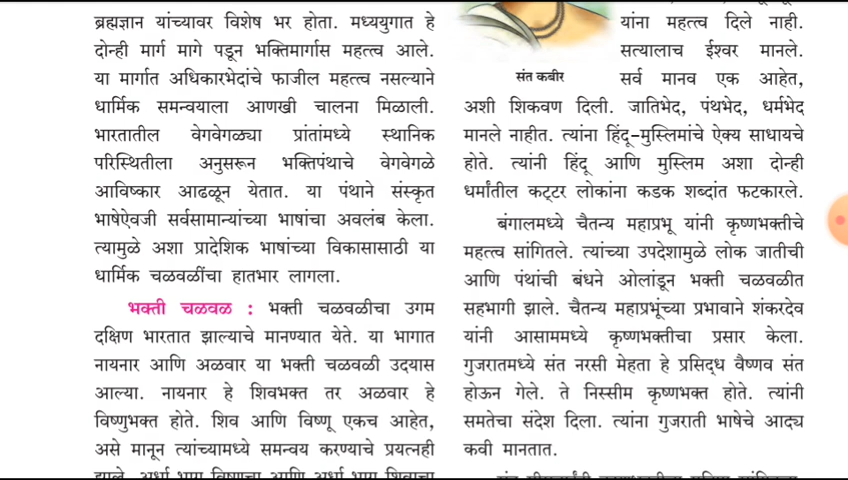 ब्रह्मज्ञान यांच्यावर विशेष भर होता. मध्ययुगात हे
दोन्ही मार्ग मागे पडून भक्तिमार्गास महत्त्व आले.
या मार्गात अधिकारभेदांचे फाजील महत्त्व नसल्याने
धार्मिक समन्वयाला आणखी चालना मिळाली.
भारतातील वेगवेगळ्या प्रांतांमध्ये स्थानिक
परिस्थितीला अनुसरून भक्तिपंथाचे वेगवेगळे
आविष्कार आढळून येतात. या पंथाने संस्कृत
भाषेऐवजी सर्वसामान्यांच्या भाषांचा अवलंब केला.
त्यामुळे अशा प्रादेशिक भाषांच्या विकासासाठी या
धार्मिक चळवळींचा हातभार लागला.
भक्ती चळवळ : भक्ती चळवळीचा उगम
दक्षिण भारतात झाल्याचे मानण्यात येते. या भागात
नायनार आणि अळवार या भक्ती चळवळी उदयास
आल्या. नायनार हे शिवभक्त तर अळवार हे
विष्णुभक्त होते. शिव आणि विष्णू एकच आहेत,
असे मानून त्यांच्यामध्ये समन्वय करण्याचे प्रयत्नही
झाले. अर्धा भाग विष्णूचा आणि अर्धा भाग शिवाचा
संत कबीर
यांना महत्त्व दिले नाही.
सत्यालाच ईश्वर मानले.
सर्व मानव एक आहेत,
अशी शिकवण दिली. जातिभेद, पंथभेद, धर्मभेद
मानले नाहीत. त्यांना हिंदू-मुस्लिमांचे ऐक्य साधायचे
होते. त्यांनी हिंदू आणि मुस्लिम अशा दोन्ही
धर्मांतील कट्टर लोकांना कडक शब्दांत फटकारले.
बंगालमध्ये चैतन्य महाप्रभू यांनी कृष्णभक्तीचे
महत्त्व सांगितले. त्यांच्या उपदेशामुळे लोक जातीची
आणि पंथांची बंधने ओलांडून भक्ती चळवळीत
सहभागी झाले. चैतन्य महाप्रभूंच्या प्रभावाने शंकरदेव
यांनी आसाममध्ये कृष्णभक्तीचा प्रसार केला.
गुजरातमध्ये संत नरसी मेहता हे प्रसिद्ध वैष्णव संत
होऊन गेले. ते निस्सीम कृष्णभक्त होते. त्यांनी
समतेचा संदेश दिला. त्यांना गुजराती भाषेचे आद्य
कवी मानतात.